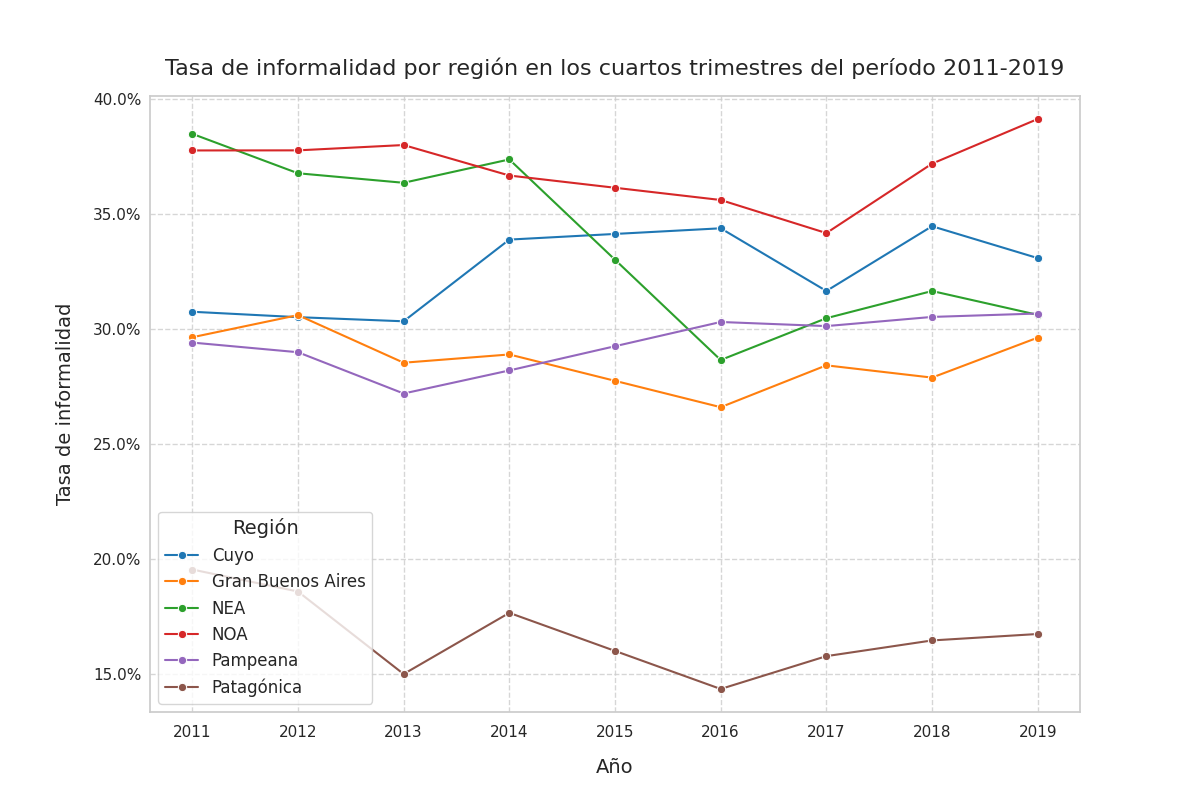 Tasa de informalidad por región en los cuartos trimestres del período 2011-2019
40.0%
35.0%
30.0%
25.0%
20.0%
15.0%
Tasa de informalidad
Región
Cuyo
Gran Buenos Aires
NEA
NOA
Pampeana
Patagónica
2011 2012 2013 2014 2015 2016 2017 2018 2019
Año